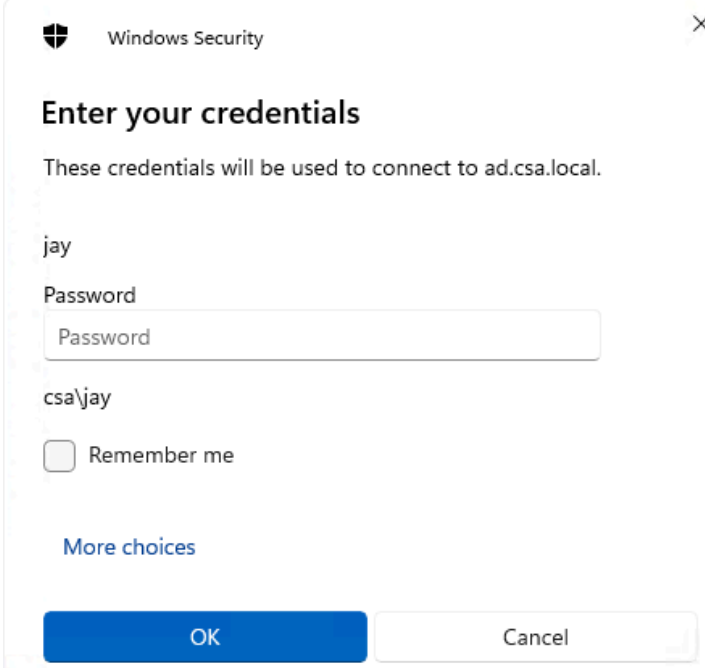 Windows Security
Enter your credentials
These credentials will be used to connect to ad.csa.local.
jay
Password
Password
csa\jay
Remember me
More choices
OK Cancel